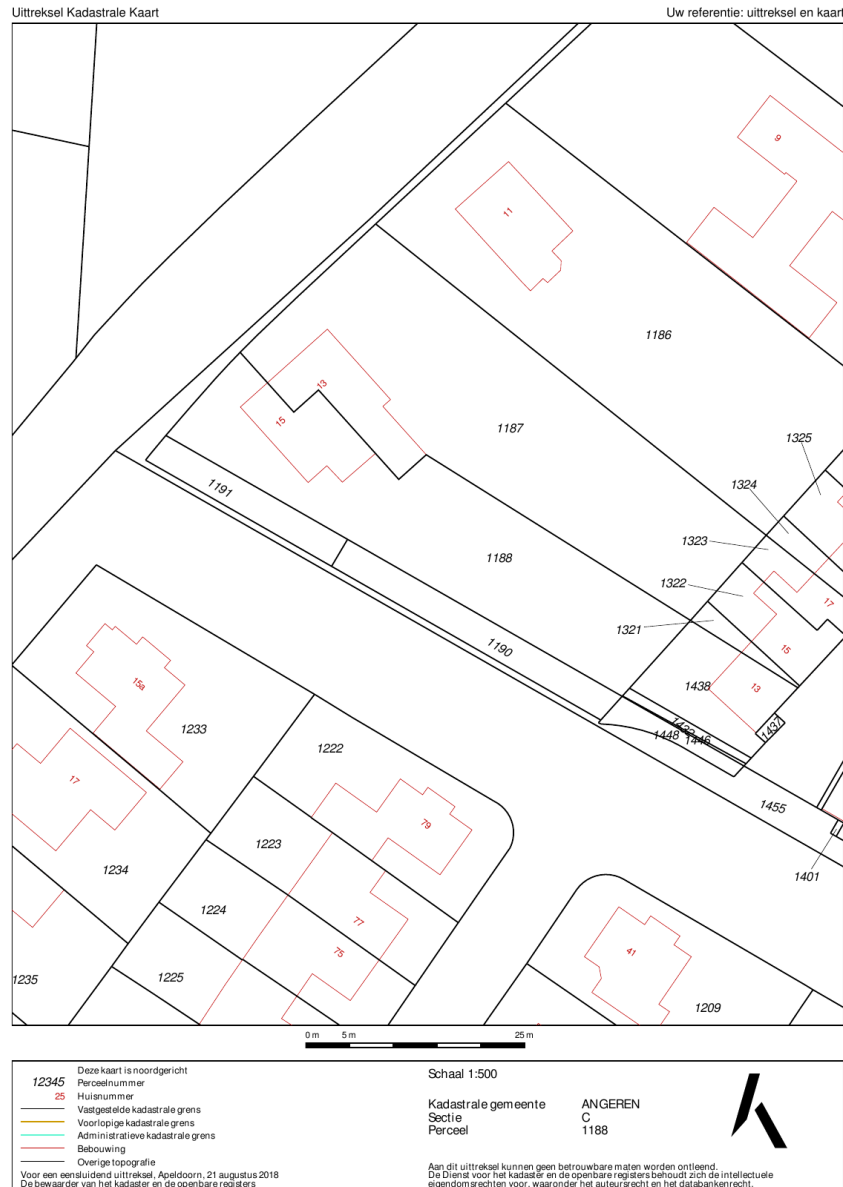 Uittreksel Kadastrale Kaart
Uw referentie: uittreksel en kaart
9
11
1186
13
15
1187
1325
1324
1191
1323
1188
1322
17
1321
15
1190
15a
1438
13
1432
1437
1448
1446
1233
1222
17
1455
79
1223
1234
1401
1224
77
75
41
1235
1225
1209
0 m 5 m 25 m
Deze kaart is noordgericht
12345 Perceelnummer
25 Huisnummer
Vastgestelde kadastrale grens
Voorlopige kadastrale grens
Administratieve kadastrale grens
Bebouwing
Overige topografie
Voor een eensluidend uittreksel, Apeldoorn, 21 augustus 2018
De bewaarder van het kadaster en de openbare registers
Schaal 1:500
Kadastrale gemeente ANGEREN
Sectie C
Perceel 1188
Aan dit uittreksel kunnen geen betrouwbare maten worden ontleend.
De Dienst voor het kadaster en de openbare registers behoudt zich de intellectuele
eigendomsrechten voor, waaronder het auteursrecht en het databankenrecht.